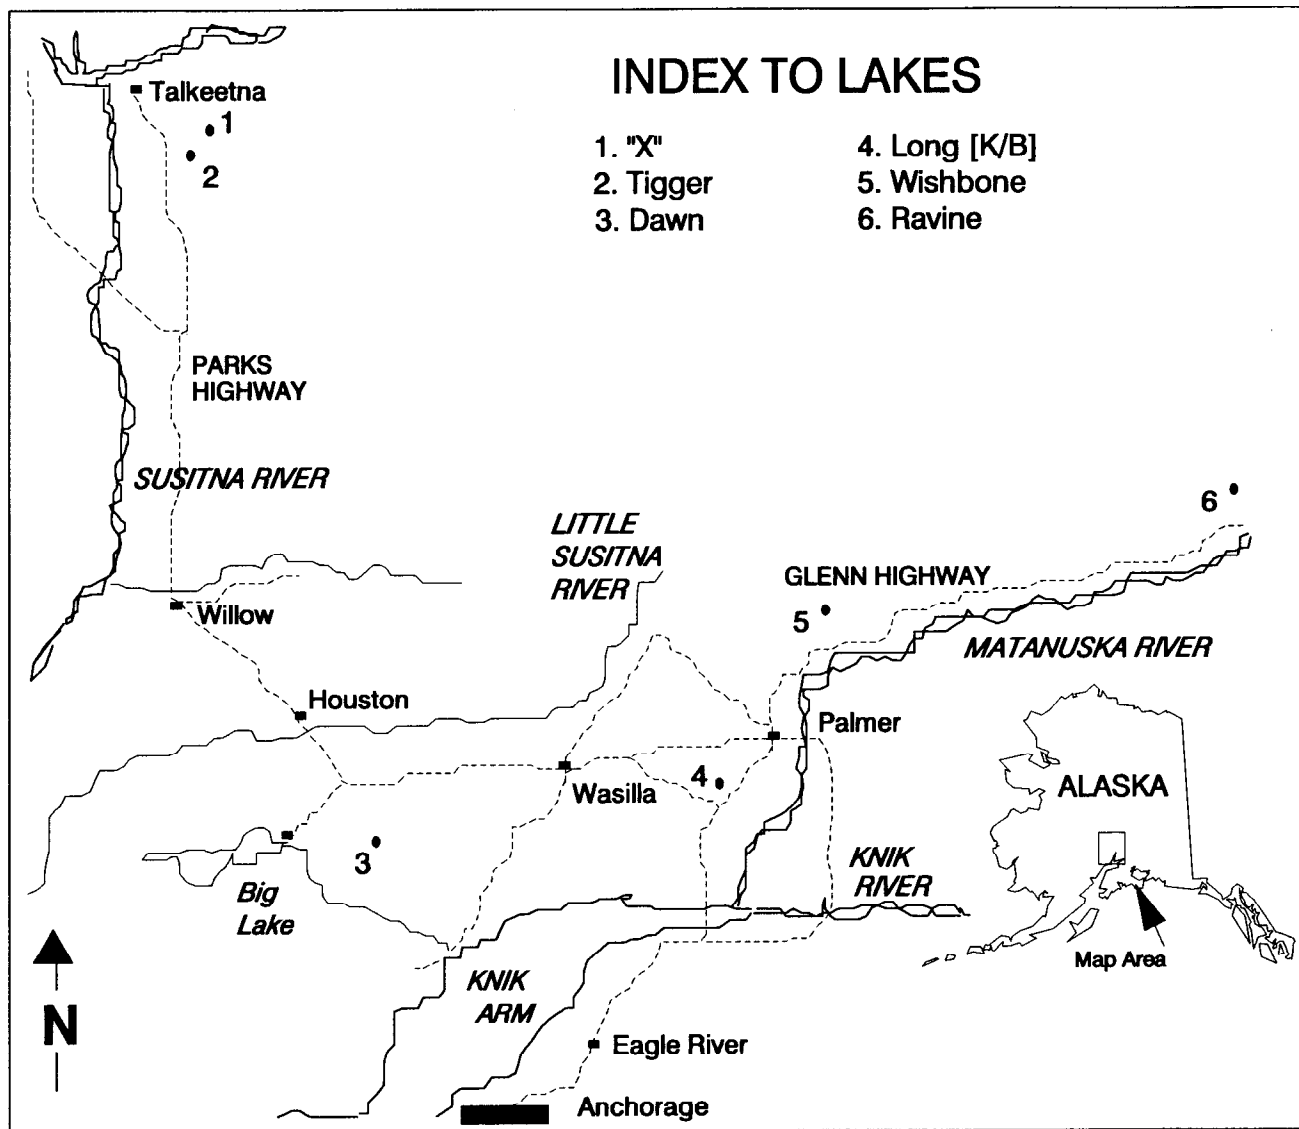 INDEX TO LAKES
1. "X"
2. Tigger
3. Dawn
4. Long [K/B]
5. Wishbone
6. Ravine
Talkeetna
1
2
PARKS
HIGHWAY
SUSITNA RIVER
LITTLE
SUSITNA
RIVER
6
GLENN HIGHWAY
5
Willow
MATANUSKA RIVER
Houston
Palmer
4
Wasilla
ALASKA
3
KNIK
RIVER
Big
Lake
Map Area
KNIK
ARM
N
Eagle River
Anchorage